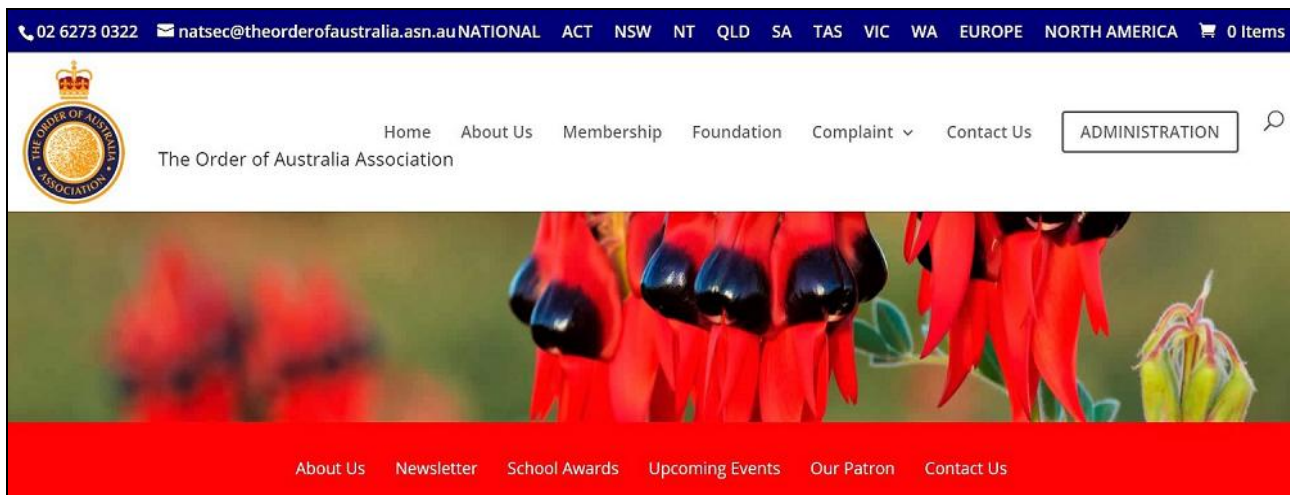 02 6273 0322 natsec@theorderofaustralia.asn.au NATIONAL ACT NSW NT QLD SA TAS VIC WA EUROPE NORTH AMERICA 0 Items
THE ORDER OF AUSTRALIA
ASSOCIATION
Home About Us Membership Foundation Complaint Contact Us ADMINISTRATION
The Order of Australia Association
About Us Newsletter School Awards Upcoming Events Our Patron Contact Us